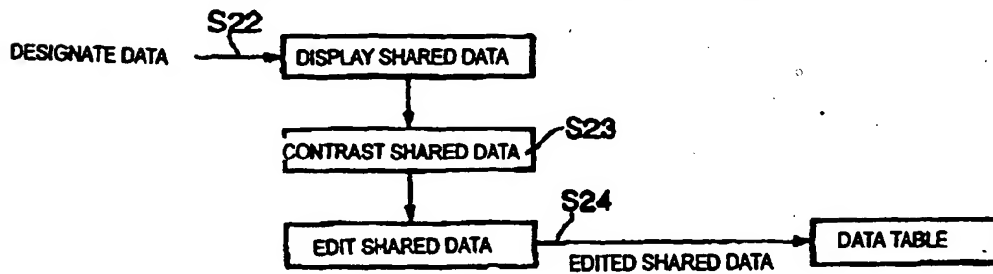 S22
DESIGNATE DATA
DISPLAY SHARED DATA
CONTRAST SHARED DATA
S23
S24
EDIT SHARED DATA
EDITED SHARED DATA
DATA TABLE